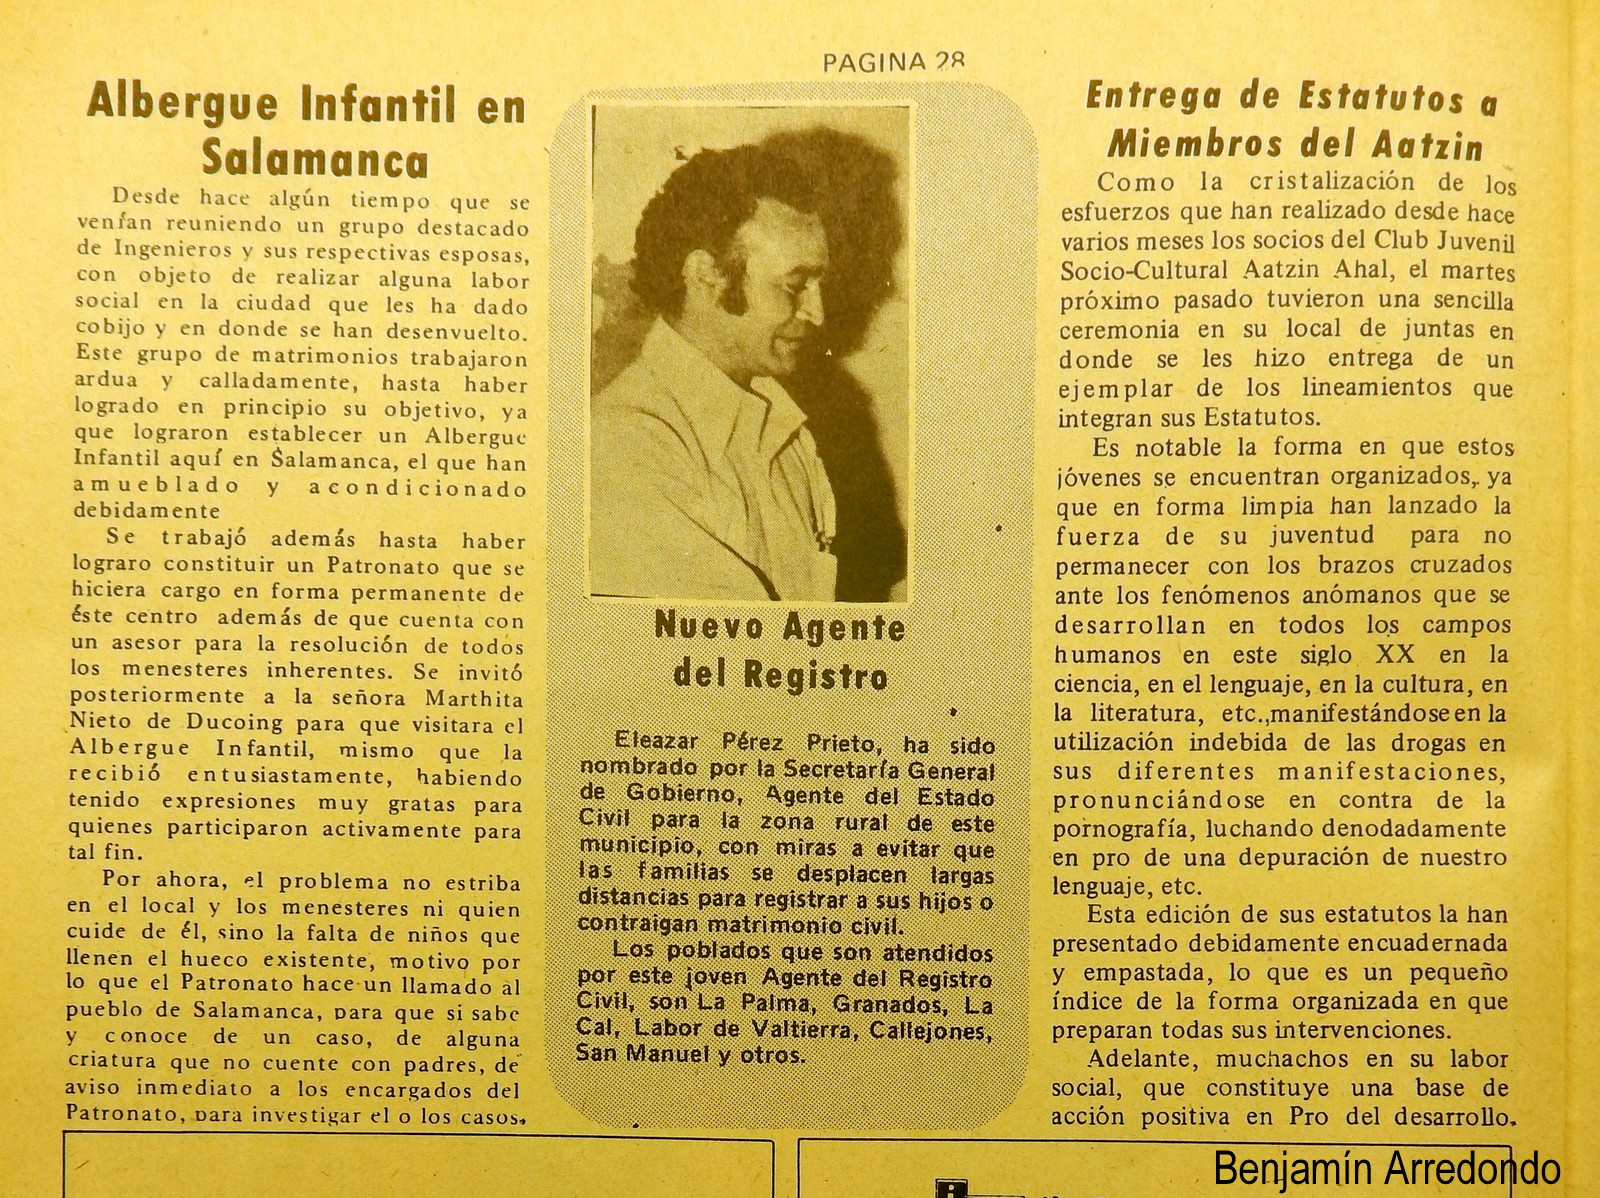 PAGINA 28
Albergue Infantil en
Salamanca
Desde hace algún tiempo que se
venían reuniendo un grupo destacado
de Ingenieros y sus respectivas esposas,
con objeto de realizar alguna labor
social en la ciudad que les ha dado
cobijo y en donde se han desenvuelto.
Este grupo de matrimonios trabajaron
ardua y calladamente, hasta haber
logrado en principio su objetivo, ya
que lograron establecer un Albergue
Infantil aquí en Salamanca, el que han
amueblado y acondicionado
debidamente
Se trabajó además hasta haber
lograro constituir un Patronato que se
hiciera cargo en forma permanente de
éste centro además de que cuenta con
un asesor para la resolución de todos
los menesteres inherentes. Se invitó
posteriormente a la señora Marthita
Nieto de Ducoing para que visitara el
Albergue Infantil, mismo que la
recibió entusiastamente, habiendo
tenido expresiones muy gratas para
quienes participaron activamente para
tal fin.
Por ahora, el problema no estriba
en el local y los menesteres ni quien
cuide de él, sino la falta de niños que
llenen el hueco existente, motivo por
lo que el Patronato hace un llamado al
pueblo de Salamanca, para que si sabe
y conoce de un caso, de alguna
criatura que no cuente con padres, de
aviso inmediato a los encargados del
Patronato, para investigar el o los casos.
Nuevo Agente
del Registro
Eleazar Pérez Prieto, ha sido
nombrado por la Secretaría General
de Gobierno, Agente del Estado
Civil para la zona rural de este
municipio, con miras a evitar que
las familias se desplacen largas
distancias para registrar a sus hijos o
contraigan matrimonio civil.
Los poblados que son atendidos
por este joven Agente del Registro
Civil, son La Palma, Granados, La
Cal, Labor de Valtierra, Callejones,
San Manuel y otros.
Entrega de Estatutos a
Miembros del Aatzin
Como la cristalización de los
esfuerzos que han realizado desde hace
varios meses los socios del Club Juvenil
Socio-Cultural Aatzin Ahal, el martes
próximo pasado tuvieron una sencilla
ceremonia en su local de juntas en
donde se les hizo entrega de un
ejemplar de los lineamientos que
integran sus Estatutos.
Es notable la forma en que estos
jóvenes se encuentran organizados, ya
que en forma limpia han lanzado la
fuerza de su juventud para no
permanecer con los brazos cruzados
ante los fenómenos anómanos que se
desarrollan en todos los campos
humanos en este siglo XX en la
ciencia, en el lenguaje, en la cultura, en
la literatura, etc.,manifestándose en la
utilización indebida de las drogas en
sus diferentes manifestaciones,
pronunciándose en contra de la
pornografía, luchando denodadamente
en pro de una depuración de nuestro
lenguaje, etc.
Esta edición de sus estatutos la han
presentado debidamente encuadernada
y empastada, lo que es un pequeño
índice de la forma organizada en que
preparan todas sus intervenciones.
Adelante, muchachos en su labor
social, que constituye una base de
acción positiva en Pro del desarrollo.
Benjamín Arredondo